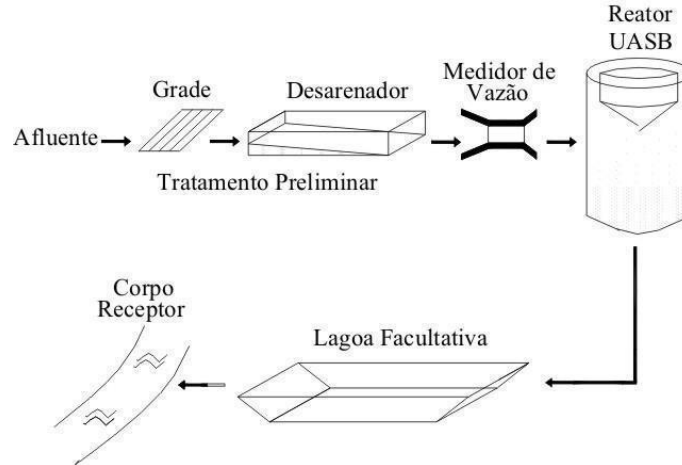 Reator
UASB
Medidor de
Vazão
Grade
Desarenador
Afluente
Tratamento Preliminar
Corpo
Receptor
Lagoa Facultativa